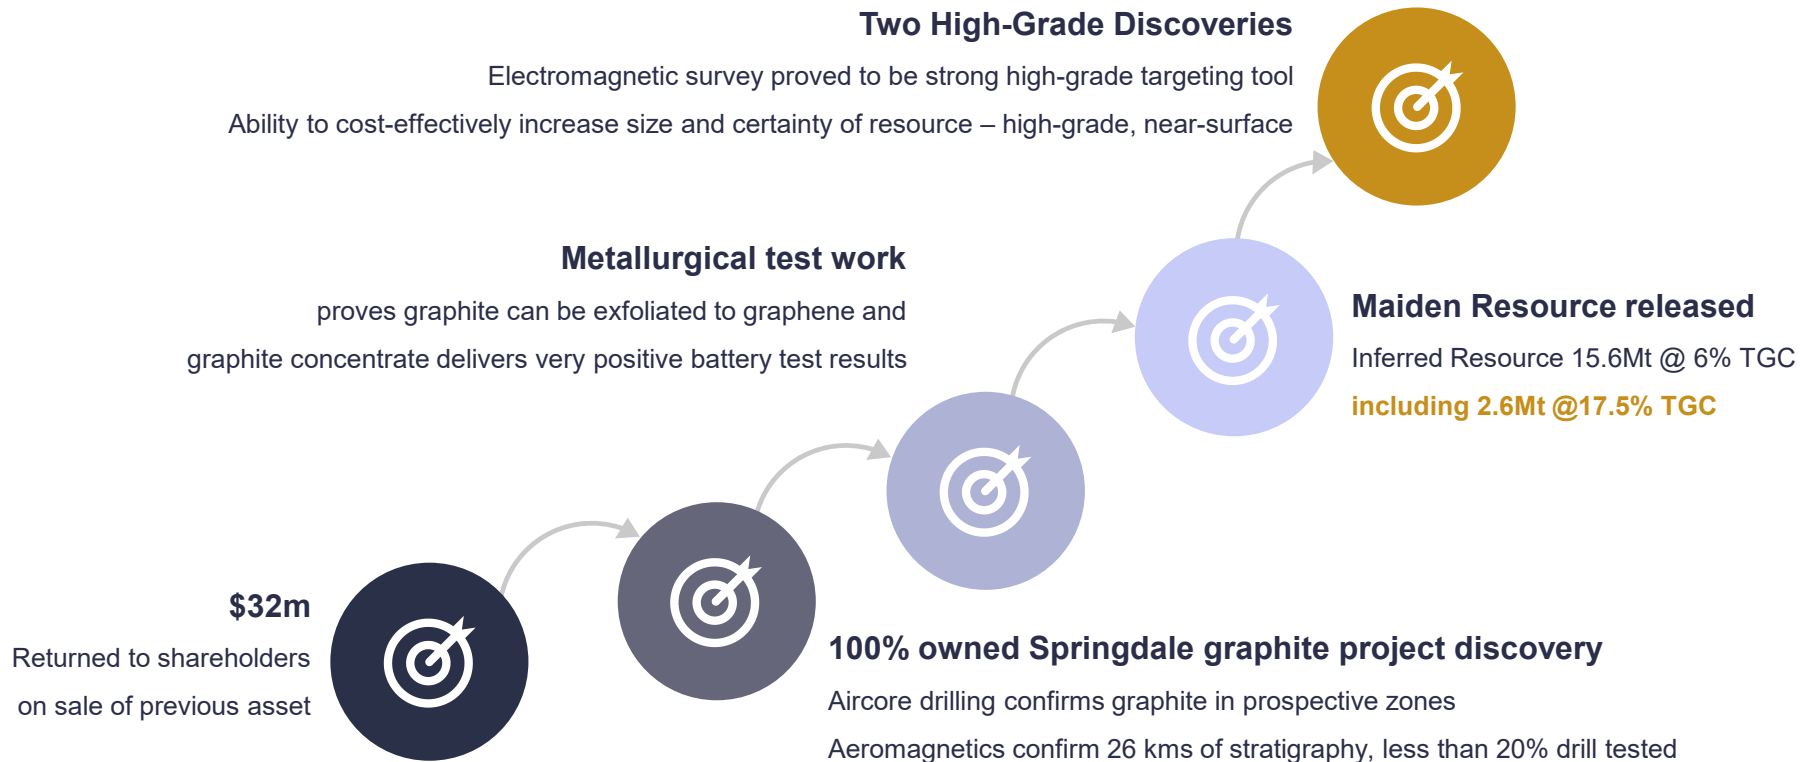 Two High-Grade Discoveries
Electromagnetic survey proved to be strong high-grade targeting tool
Ability to cost-effectively increase size and certainty of resource – high-grade, near-surface
Metallurgical test work
proves graphite can be exfoliated to graphene and
graphite concentrate delivers very positive battery test results
Maiden Resource released
Inferred Resource 15.6Mt @ 6% TGC
including 2.6Mt @17.5% TGC
$32m
Returned to shareholders
on sale of previous asset
100% owned Springdale graphite project discovery
Aircore drilling confirms graphite in prospective zones
Aeromagnetics confirm 26 kms of stratigraphy, less than 20% drill tested